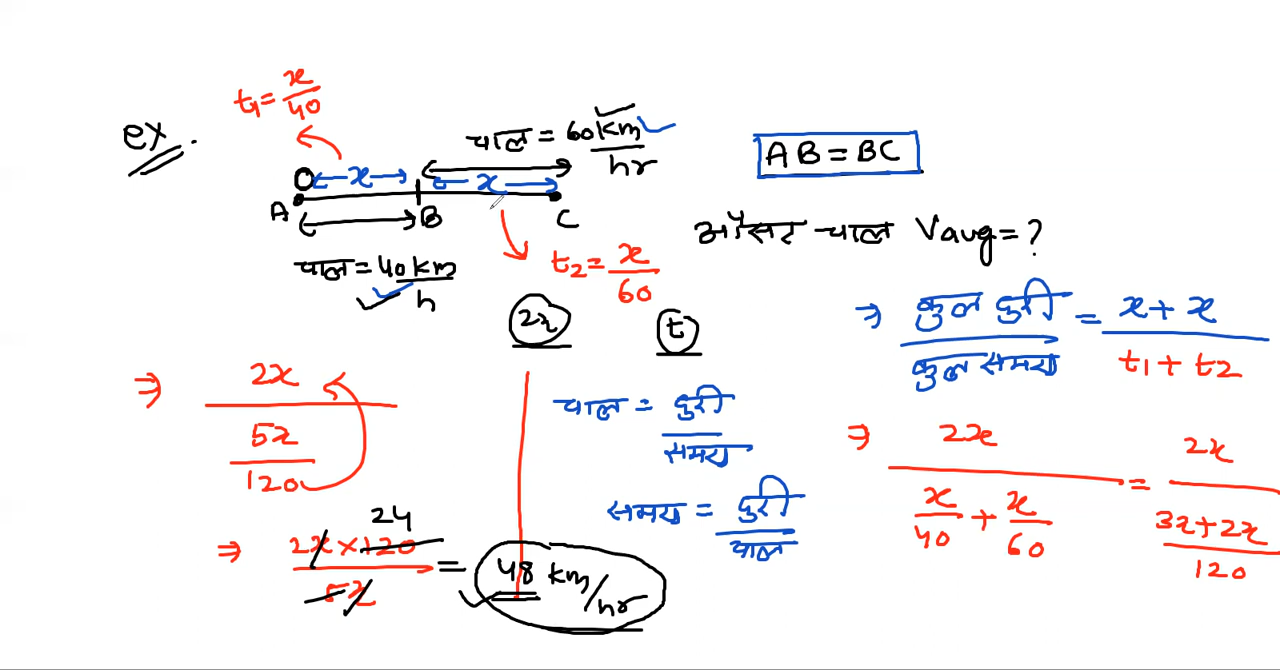 t1 = x/40
ex.
चाल = 60 km/hr
AB = BC
x
x
A
B
C
औसत चाल Vavg = ?
चाल = 40 km/h
t2 = x/60
2x
t
⇒ कुल दुरी/कुल समय = x + x/t1 + t2
⇒ 2x/5x/120
चाल = दुरी/समय
⇒ 2x/x/40 + x/60 = 2x/3x+2x/120
समय = दुरी/चाल
24
⇒ 2x × 120/5x = 48 km/hr